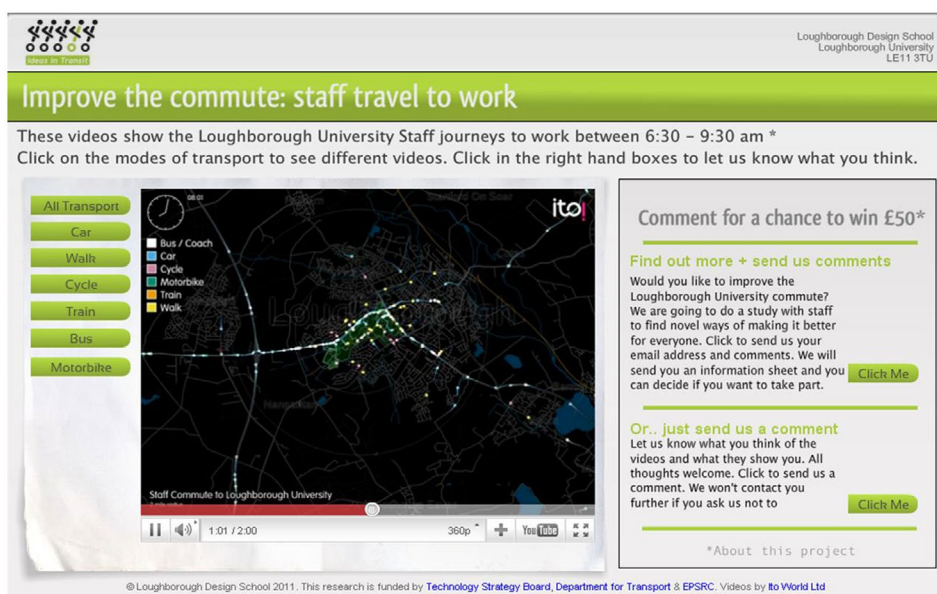 Ideas in Transit
Loughborough Design School
Loughborough University
LE11 3TU
Improve the commute: staff travel to work
These videos show the Loughborough University Staff journeys to work between 6:30 – 9:30 am *
Click on the modes of transport to see different videos. Click in the right hand boxes to let us know what you think.
All Transport
Car
Walk
Cycle
Train
Bus
Motorbike
08:01
ito!
Bus / Coach
Car
Cycle
Motorbike
Train
Walk
Loughborough
Staff Commute to Loughborough University
1:01 / 2:00
360p
YouTube
Comment for a chance to win £50*
Find out more + send us comments
Would you like to improve the
Loughborough University commute?
We are going to do a study with staff
to find novel ways of making it better
for everyone. Click to send us your
email address and comments. We will
send you an information sheet and you
can decide if you want to take part.
Click Me
Or.. just send us a comment
Let us know what you think of the
videos and what they show you. All
thoughts welcome. Click to send us a
comment. We won't contact you
further if you ask us not to
Click Me
*About this project
© Loughborough Design School 2011. This research is funded by Technology Strategy Board, Department for Transport & EPSRC. Videos by Ito World Ltd